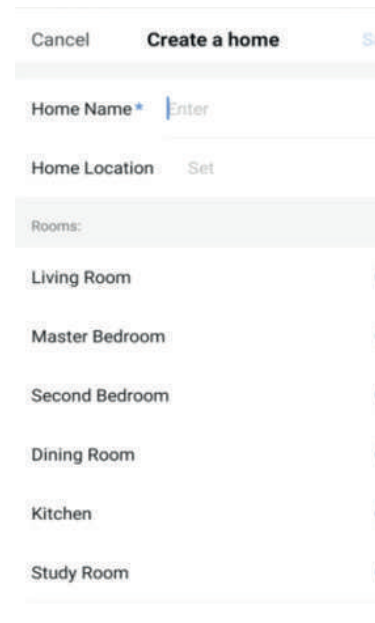 Cancel Create a home S
Home Name* Enter
Home Location Set
Rooms:
Living Room
Master Bedroom
Second Bedroom
Dining Room
Kitchen
Study Room